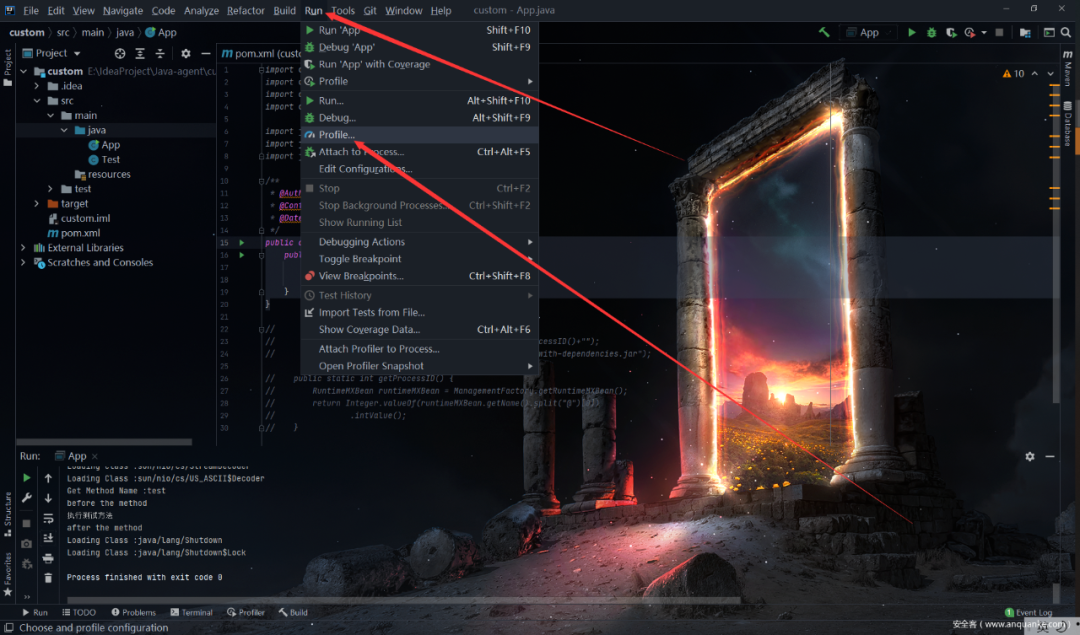 File Edit View Navigate Code Analyze Refactor Build Run Tools Git Window Help custom - App.java
custom src main java App
App
Project
pom.xml (custo
custom E:\IdeaProject\Java-agent\cu
.idea
src
main
java
App
Test
resources
test
target
custom.iml
pom.xml
External Libraries
Scratches and Consoles
Project
Structure
Favorites
Maven
Database
10
1 import
2 import
3 import
4 import
5
6 import
7 import
8 import
9
10 /**
11 * @Aut
12 * @Con
13 * @Dat
14 */
15 public
16 publ
17
18
19 }
20 }
21
22 //
23 // cessID()+"");
24 // with-dependencies.jar");
25
26 // public static int getProcessID() {
27 // RuntimeMXBean runtimeMXBean = ManagementFactory.getRuntimeMXBean();
28 // return Integer.valueOf(runtimeMXBean.getName().split("@")[0])
29 // .intValue();
30 // }
Run 'App' Shift+F10
Debug 'App' Shift+F9
Run 'App' with Coverage
Profile
Run... Alt+Shift+F10
Debug... Alt+Shift+F9
Profile...
Attach to Process... Ctrl+Alt+F5
Edit Configurations...
Stop Ctrl+F2
Stop Background Processes... Ctrl+Shift+F2
Show Running List
Debugging Actions
Toggle Breakpoint
View Breakpoints... Ctrl+Shift+F8
Test History
Import Tests from File...
Show Coverage Data... Ctrl+Alt+F6
Attach Profiler to Process...
Open Profiler Snapshot
Run: App
Loading Class :sun/nio/cs/StreamDecoder
Loading Class :sun/nio/cs/US_ASCII$Decoder
Get Method Name :test
before the method
执行测试方法
after the method
Loading Class :java/lang/Shutdown
Loading Class :java/lang/Shutdown$Lock
Process finished with exit code 0
Run TODO Problems Terminal Profiler Build
1 Event Log
Choose and profile configuration
安全客（www.anquanke.com）